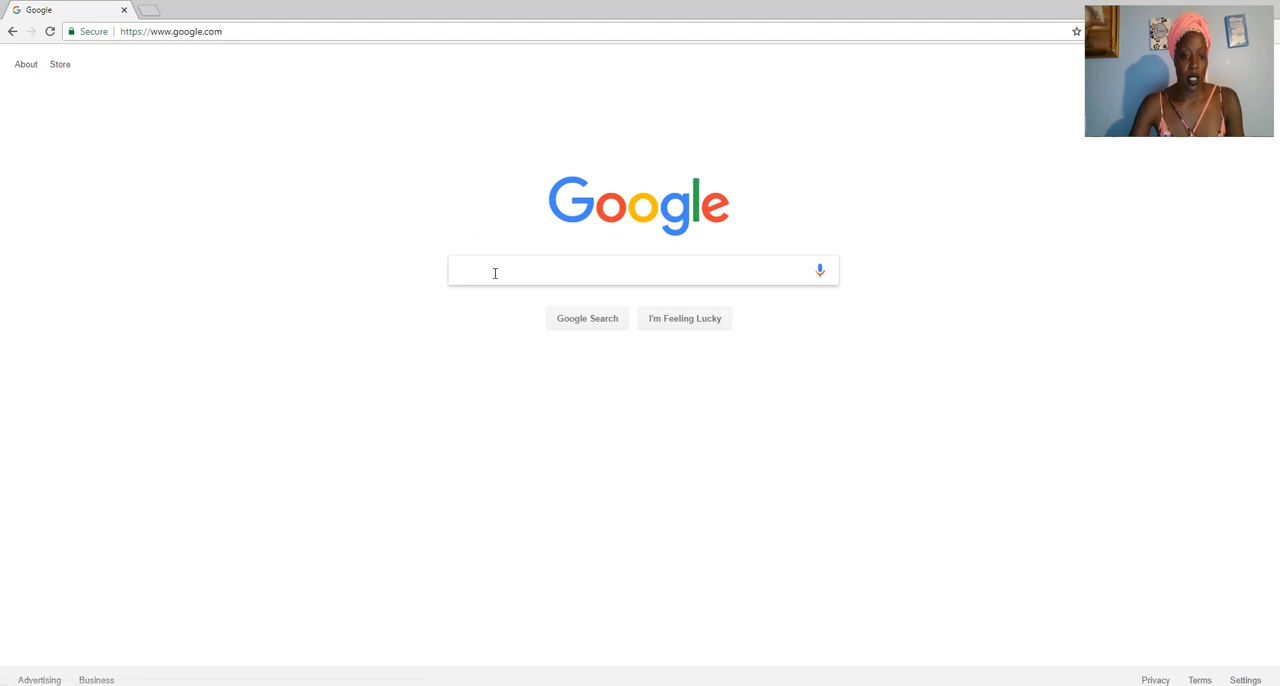 Google
Secure
https://www.google.com
About Store
Google
Google Search
I'm Feeling Lucky
Advertising Business
Privacy Terms Settings